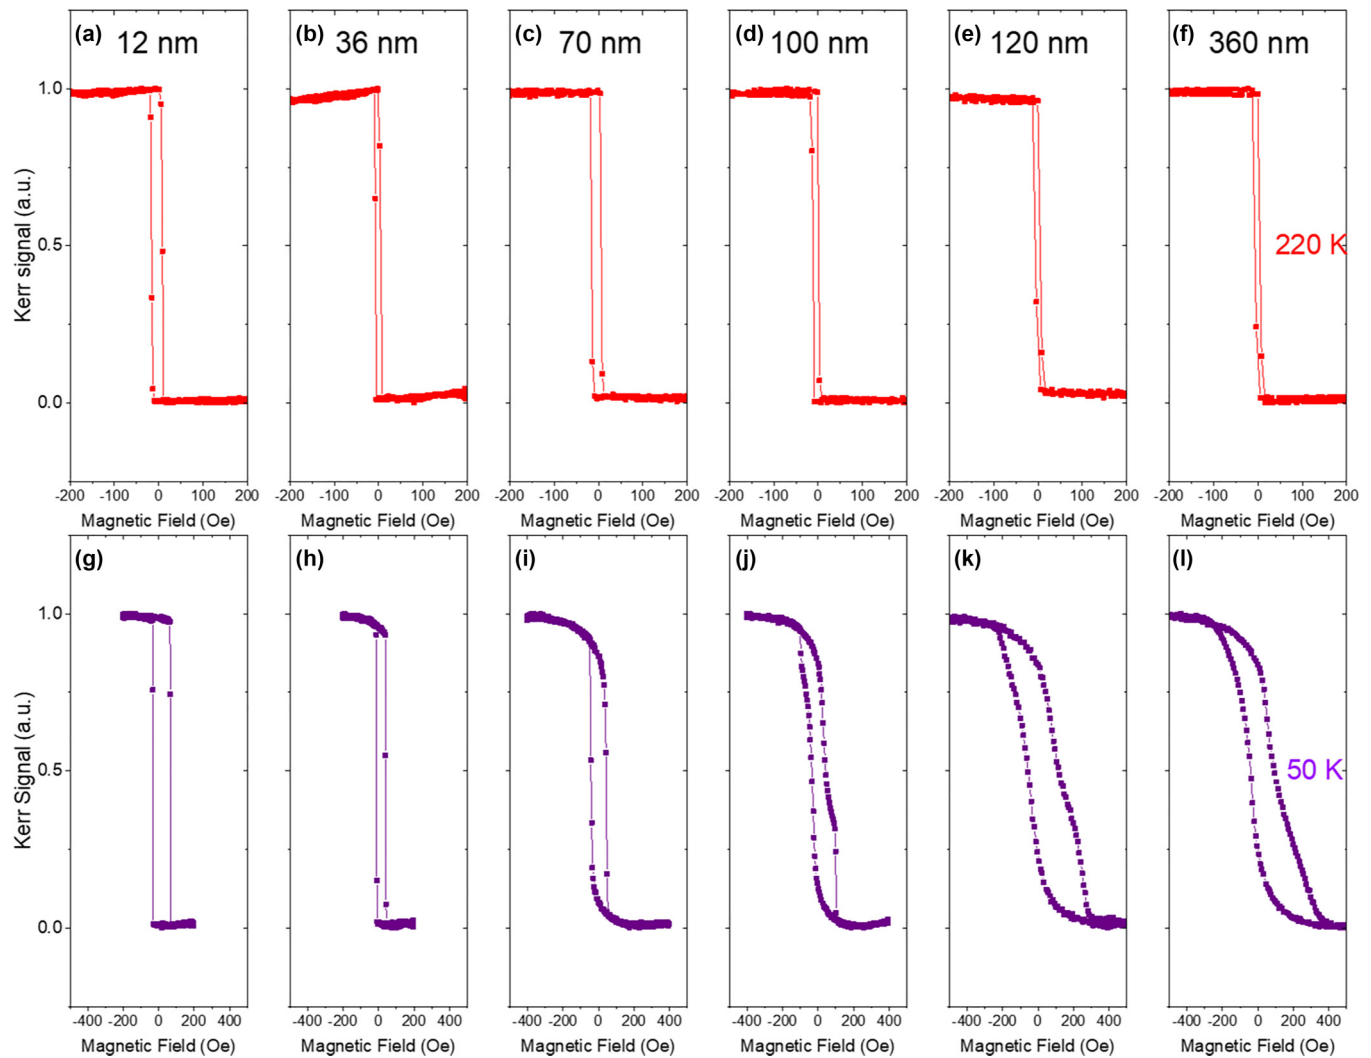 (a) 12 nm (b) 36 nm (c) 70 nm (d) 100 nm (e) 120 nm (f) 360 nm
Kerr signal (a.u.)
1.0
0.5
0.0
220 K
-200 -100 0 100 200 -200 -100 0 100 200 -200 -100 0 100 200 -200 -100 0 100 200 -200 -100 0 100 200 -200 -100 0 100 200
Magnetic Field (Oe) Magnetic Field (Oe) Magnetic Field (Oe) Magnetic Field (Oe) Magnetic Field (Oe) Magnetic Field (Oe)
(g) (h) (i) (j) (k) (l)
Kerr Signal (a.u.)
1.0
0.5
0.0
50 K
-400 -200 0 200 400 -400 -200 0 200 400 -400 -200 0 200 400 -400 -200 0 200 400 -400 -200 0 200 400 -400 -200 0 200 400
Magnetic Field (Oe) Magnetic Field (Oe) Magnetic Field (Oe) Magnetic Field (Oe) Magnetic Field (Oe) Magnetic Field (Oe)